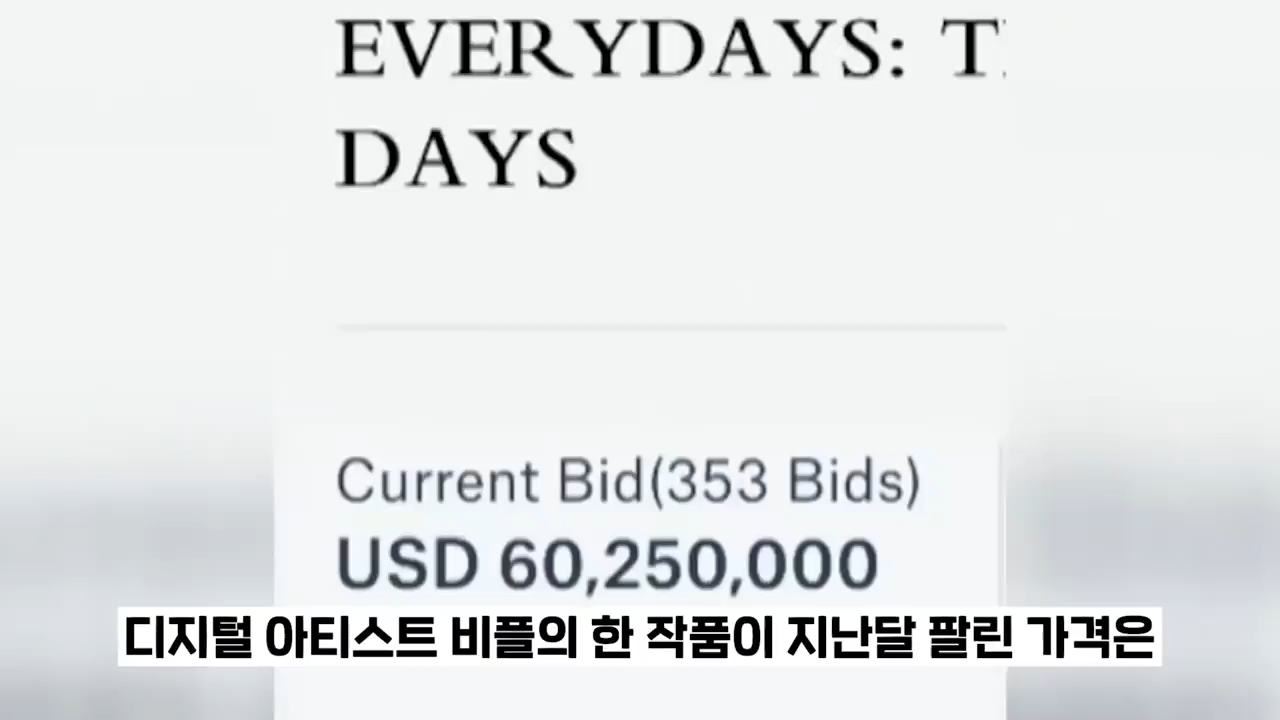 EVERYDAYS: T
DAYS
Current Bid(353 Bids)
USD 60,250,000
디지털 아티스트 비플의 한 작품이 지난달 팔린 가격은